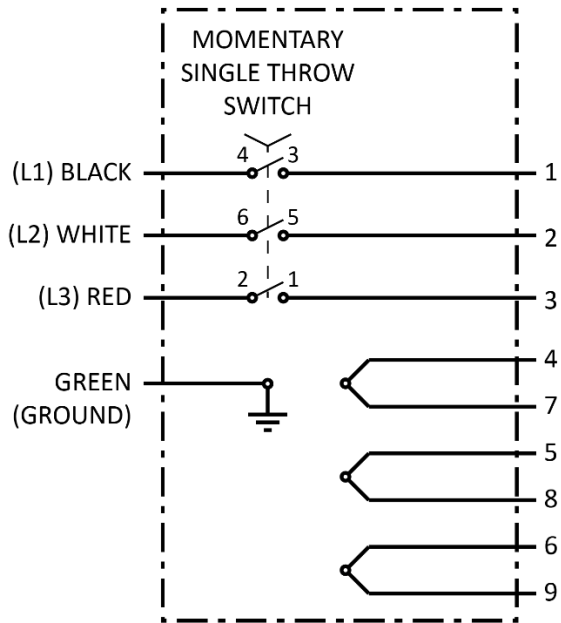 MOMENTARY
SINGLE THROW
SWITCH
(L1) BLACK 4 3 1
(L2) WHITE 6 5 2
(L3) RED 2 1 3
GREEN
(GROUND)
4
7
5
8
6
9